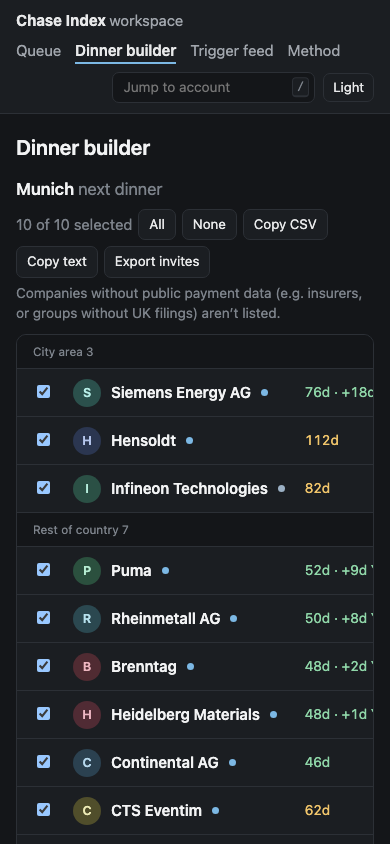 Chase Index workspace
Queue Dinner builder Trigger feed Method
Jump to account / Light
Dinner builder
Munich next dinner
10 of 10 selected All None Copy CSV
Copy text Export invites
Companies without public payment data (e.g. insurers,
or groups without UK filings) aren't listed.
City area 3
S Siemens Energy AG 76d · +18d
H Hensoldt 112d
I Infineon Technologies 82d
Rest of country 7
P Puma 52d · +9d
R Rheinmetall AG 50d · +8d
B Brenntag 48d · +2d
H Heidelberg Materials 48d · +1d
C Continental AG 46d
C CTS Eventim 62d